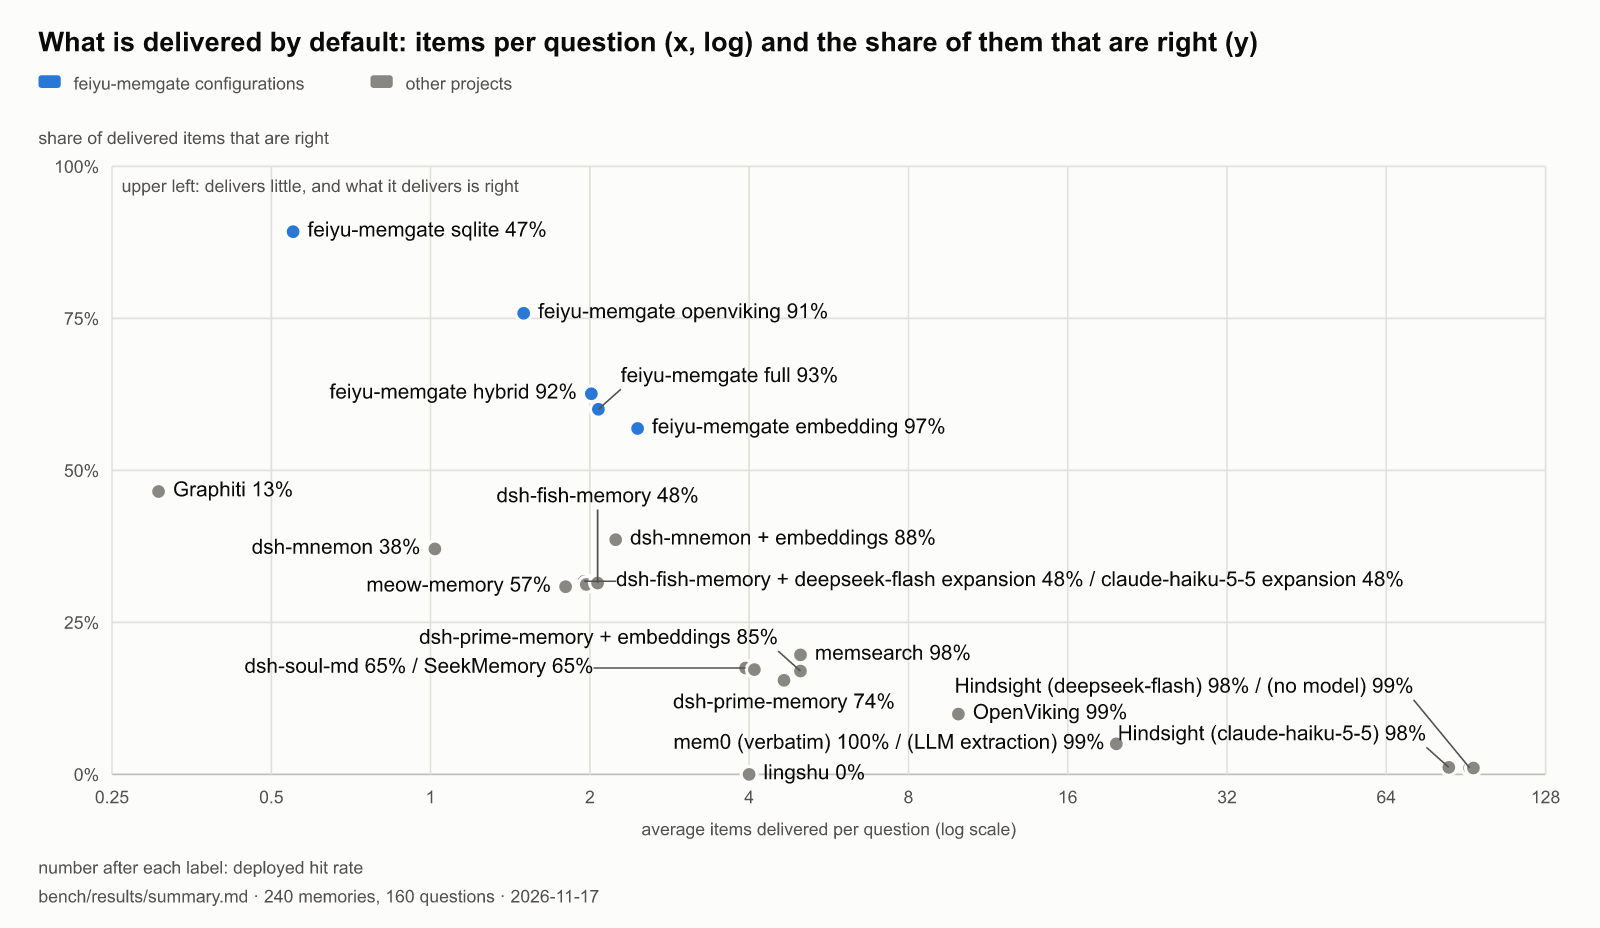 What is delivered by default: items per question (x, log) and the share of them that are right (y)
feiyu-memgate configurations
other projects
share of delivered items that are right
100%
upper left: delivers little, and what it delivers is right
feiyu-memgate sqlite 47%
feiyu-memgate openviking 91%
75%
feiyu-memgate full 93%
feiyu-memgate hybrid 92%
feiyu-memgate embedding 97%
50%
Graphiti 13%
dsh-fish-memory 48%
dsh-mnemon + embeddings 88%
dsh-mnemon 38%
dsh-fish-memory + deepseek-flash expansion 48% / claude-haiku-5-5 expansion 48%
meow-memory 57%
25%
dsh-prime-memory + embeddings 85%
memsearch 98%
dsh-soul-md 65% / SeekMemory 65%
Hindsight (deepseek-flash) 98% / (no model) 99%
dsh-prime-memory 74%
OpenViking 99%
Hindsight (claude-haiku-5-5) 98%
mem0 (verbatim) 100% / (LLM extraction) 99%
lingshu 0%
0%
0.25 0.5 1 2 4 8 16 32 64 128
average items delivered per question (log scale)
number after each label: deployed hit rate
bench/results/summary.md · 240 memories, 160 questions · 2026-11-17